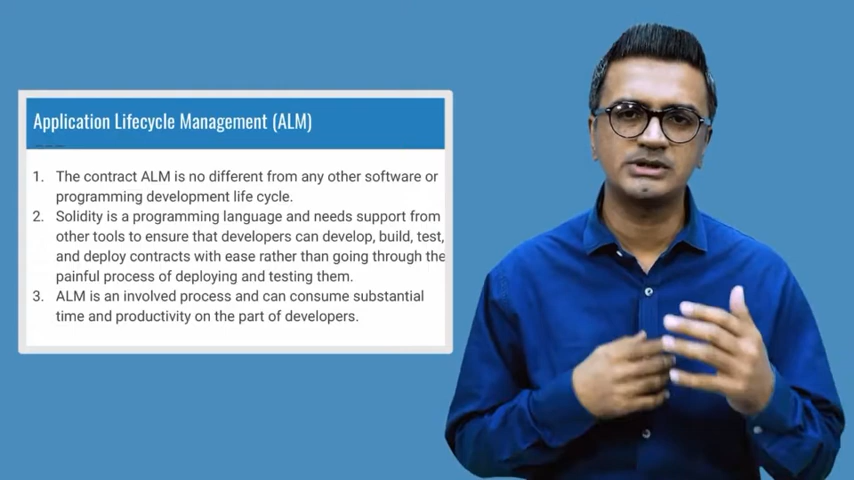 Application Lifecycle Management (ALM)
1. The contract ALM is no different from any other software or
programming development life cycle.
2. Solidity is a programming language and needs support from
other tools to ensure that developers can develop, build, test,
and deploy contracts with ease rather than going through the
painful process of deploying and testing them.
3. ALM is an involved process and can consume substantial
time and productivity on the part of developers.